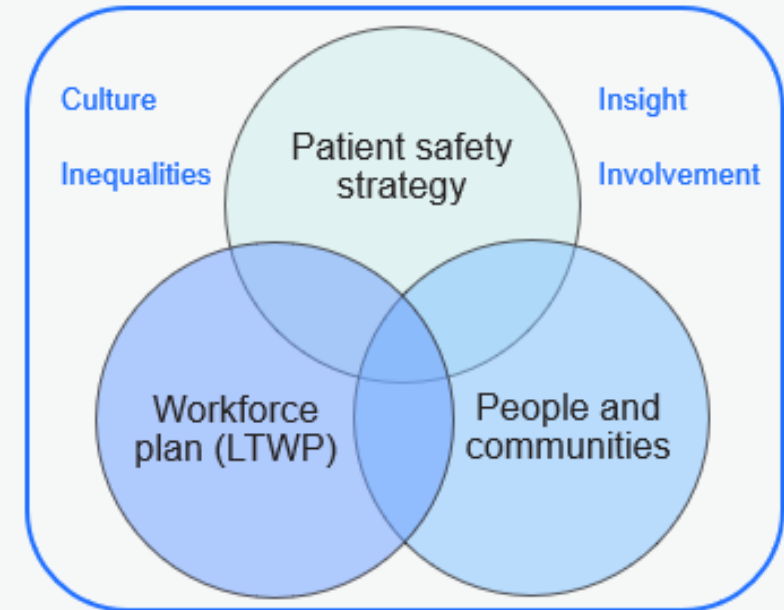 Culture
Inequalities
Insight
Involvement
Patient safety
strategy
Workforce
plan (LTWP)
People and
communities